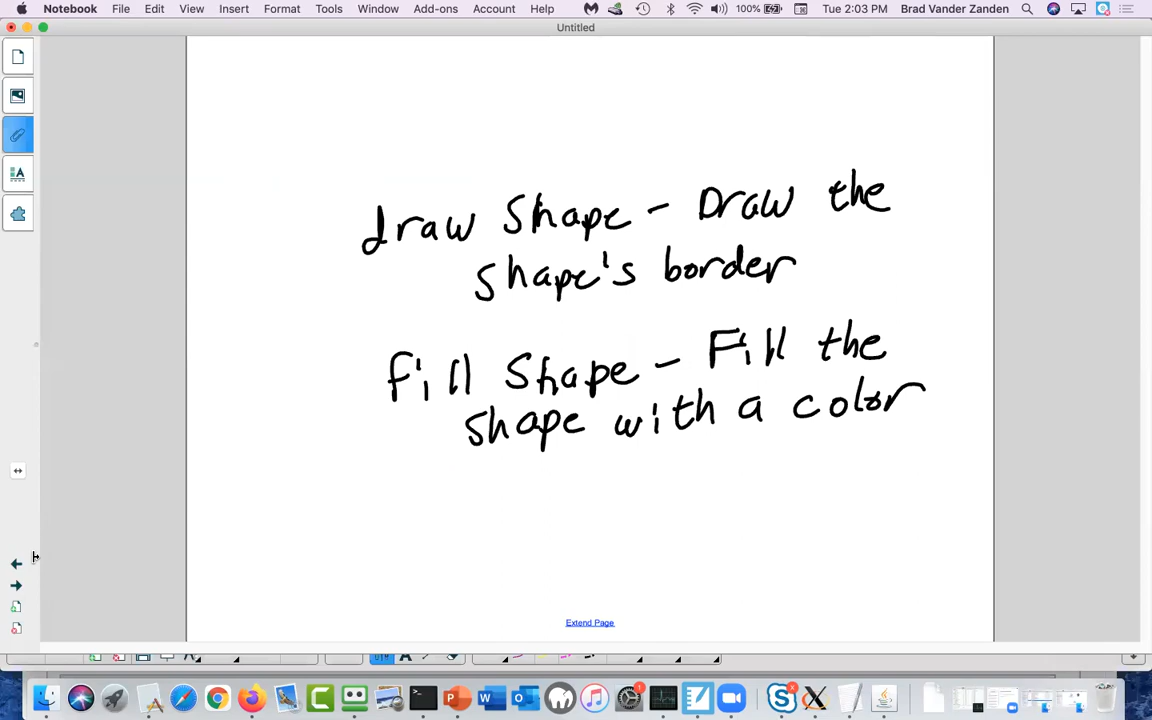 Notebook File Edit View Insert Format Tools Window Add-ons Account Help 100% Tue 2:03 PM Brad Vander Zanden
Untitled
draw Shape - Draw the
shape's border
fill Shape - Fill the
shape with a color
Extend Page